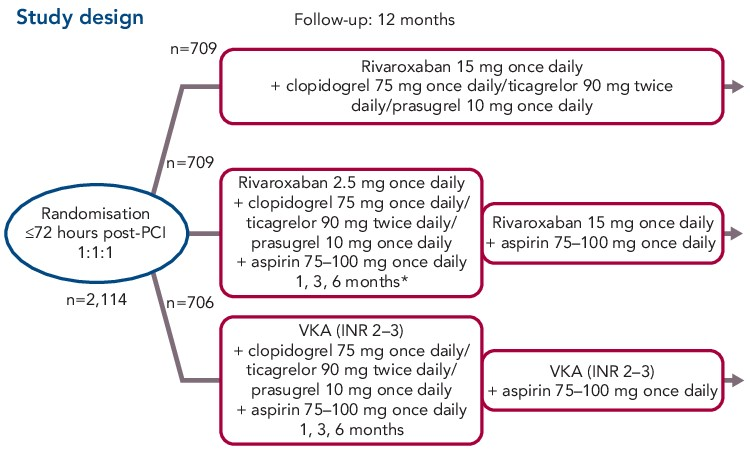 Study design
Follow-up: 12 months
n=709
Rivaroxaban 15 mg once daily
+ clopidogrel 75 mg once daily/ticagrelor 90 mg twice
daily/prasugrel 10 mg once daily
n=709
Rivaroxaban 2.5 mg once daily
+ clopidogrel 75 mg once daily/
ticagrelor 90 mg twice daily/
prasugrel 10 mg once daily
+ aspirin 75–100 mg once daily
1, 3, 6 months*
Rivaroxaban 15 mg once daily
+ aspirin 75–100 mg once daily
Randomisation
≤72 hours post-PCI
1:1:1
n=2,114
n=706
VKA (INR 2–3)
+ clopidogrel 75 mg once daily/
ticagrelor 90 mg twice daily/
prasugrel 10 mg once daily
+ aspirin 75–100 mg once daily
1, 3, 6 months
VKA (INR 2–3)
+ aspirin 75–100 mg once daily